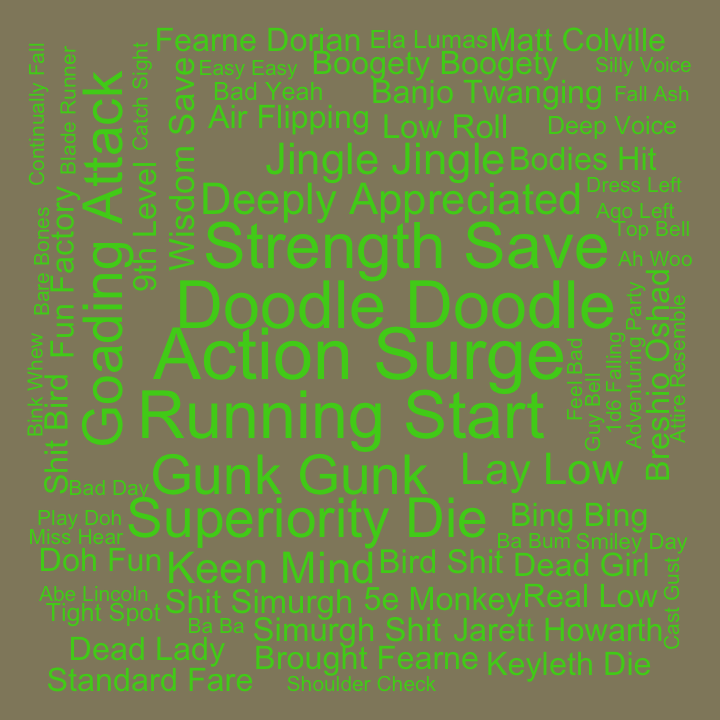 Fearne Dorian
Ela Lumas
Matt Colville
Easy Easy
Boogety Boogety
Silly Voice
Bad Yeah
Banjo Twanging
Fall Ash
Air Flipping
Low Roll
Deep Voice
Jingle Jingle
Bodies Hit
Deeply Appreciated
Dress Left
Ago Left
Top Bell
Strength Save
Ah Woo
Doodle Doodle
Action Surge
Running Start
Gunk Gunk
Lay Low
Bad Day
Superiority Die
Bing Bing
Play Doh
Miss Hear
Ba Bum
Smiley Day
Doh Fun
Keen Mind
Bird Shit
Dead Girl
Abe Lincoln
Shit Simurgh
5e Monkey
Real Low
Tight Spot
Ba Ba
Simurgh Shit
Jarett Howarth
Dead Lady
Brought Fearne
Keyleth Die
Standard Fare
Shoulder Check
Continually Fall
Blade Runner
Goading Attack
Catch Sight
9th Level
Wisdom Save
Bare Bones
Fun Factory
Bink Whew
Shit Bird
Feel Bad
Guy Bell
1d6 Falling
Adventuring Party
Breshio Oshad
Attire Resemble
Cast Gust